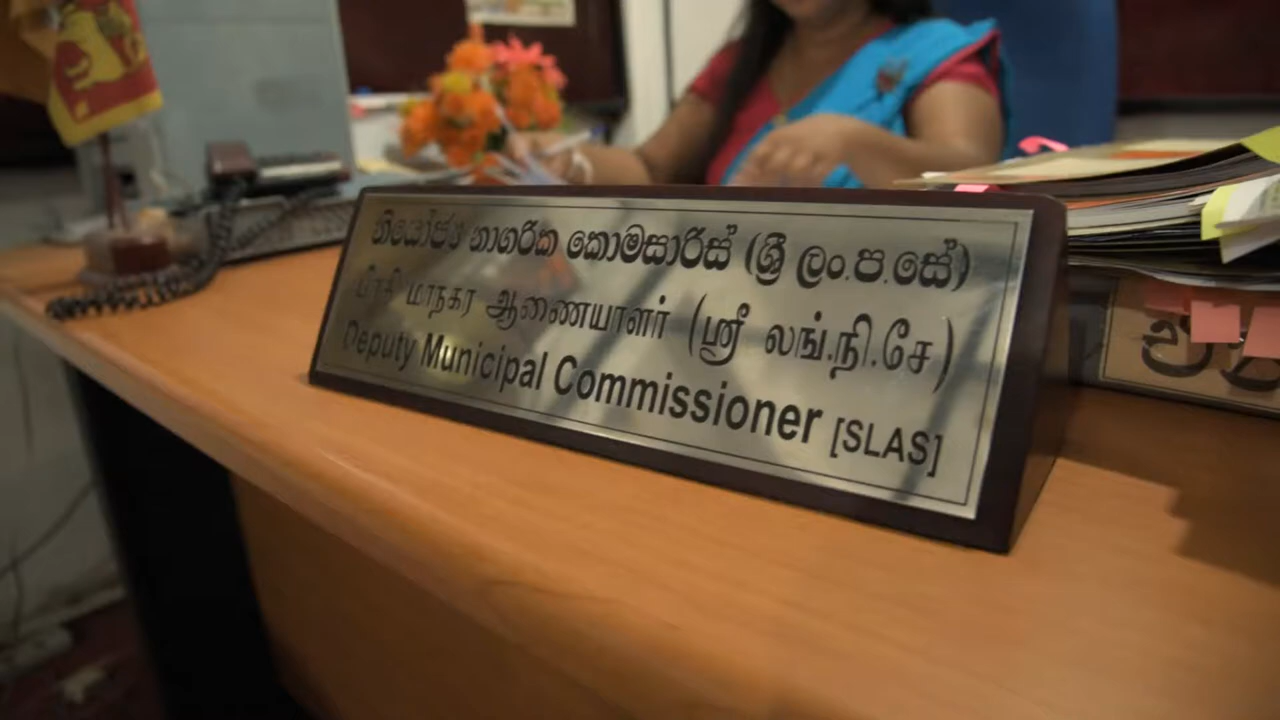 නියෝජ්‍ය නාගරික කොමසාරිස් (ශ්‍රී ලං.ප.සේ)
பிரதி மாநகர ஆணையாளர் (ஸ்ரீ லங்.நி.சே)
Deputy Municipal Commissioner [SLAS]